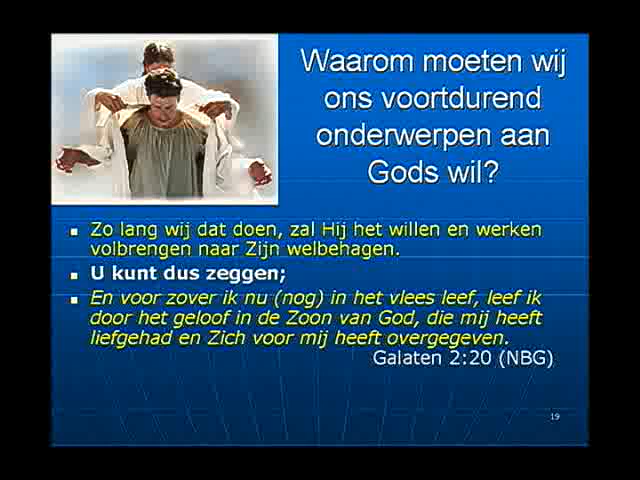 Waarom moeten wij
ons voortdurend
onderwerpen aan
Gods wil?
Zo lang wij dat doen, zal Hij het willen en werken
volbrengen naar Zijn welbehagen.
U kunt dus zeggen;
En voor zover ik nu (nog) in het vlees leef, leef ik
door het geloof in de Zoon van God, die mij heeft
liefgehad en Zich voor mij heeft overgegeven.
Galaten 2:20 (NBG)
19